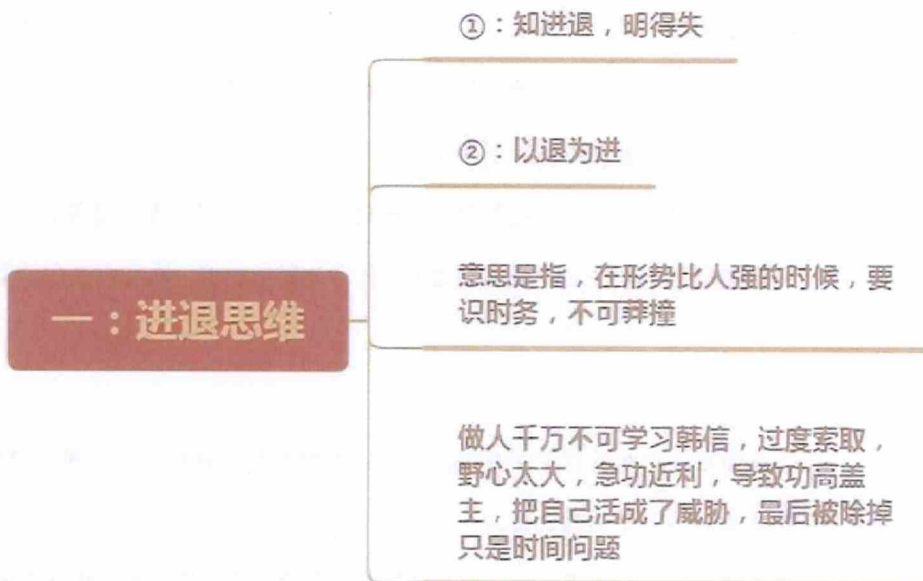 ①：知进退，明得失
②：以退为进
一：进退思维
意思是指，在形势比人强的时候，要
识时务，不可莽撞
做人千万不可学习韩信，过度索取，
野心太大，急功近利，导致功高盖
主，把自己活成了威胁，最后被除掉
只是时间问题